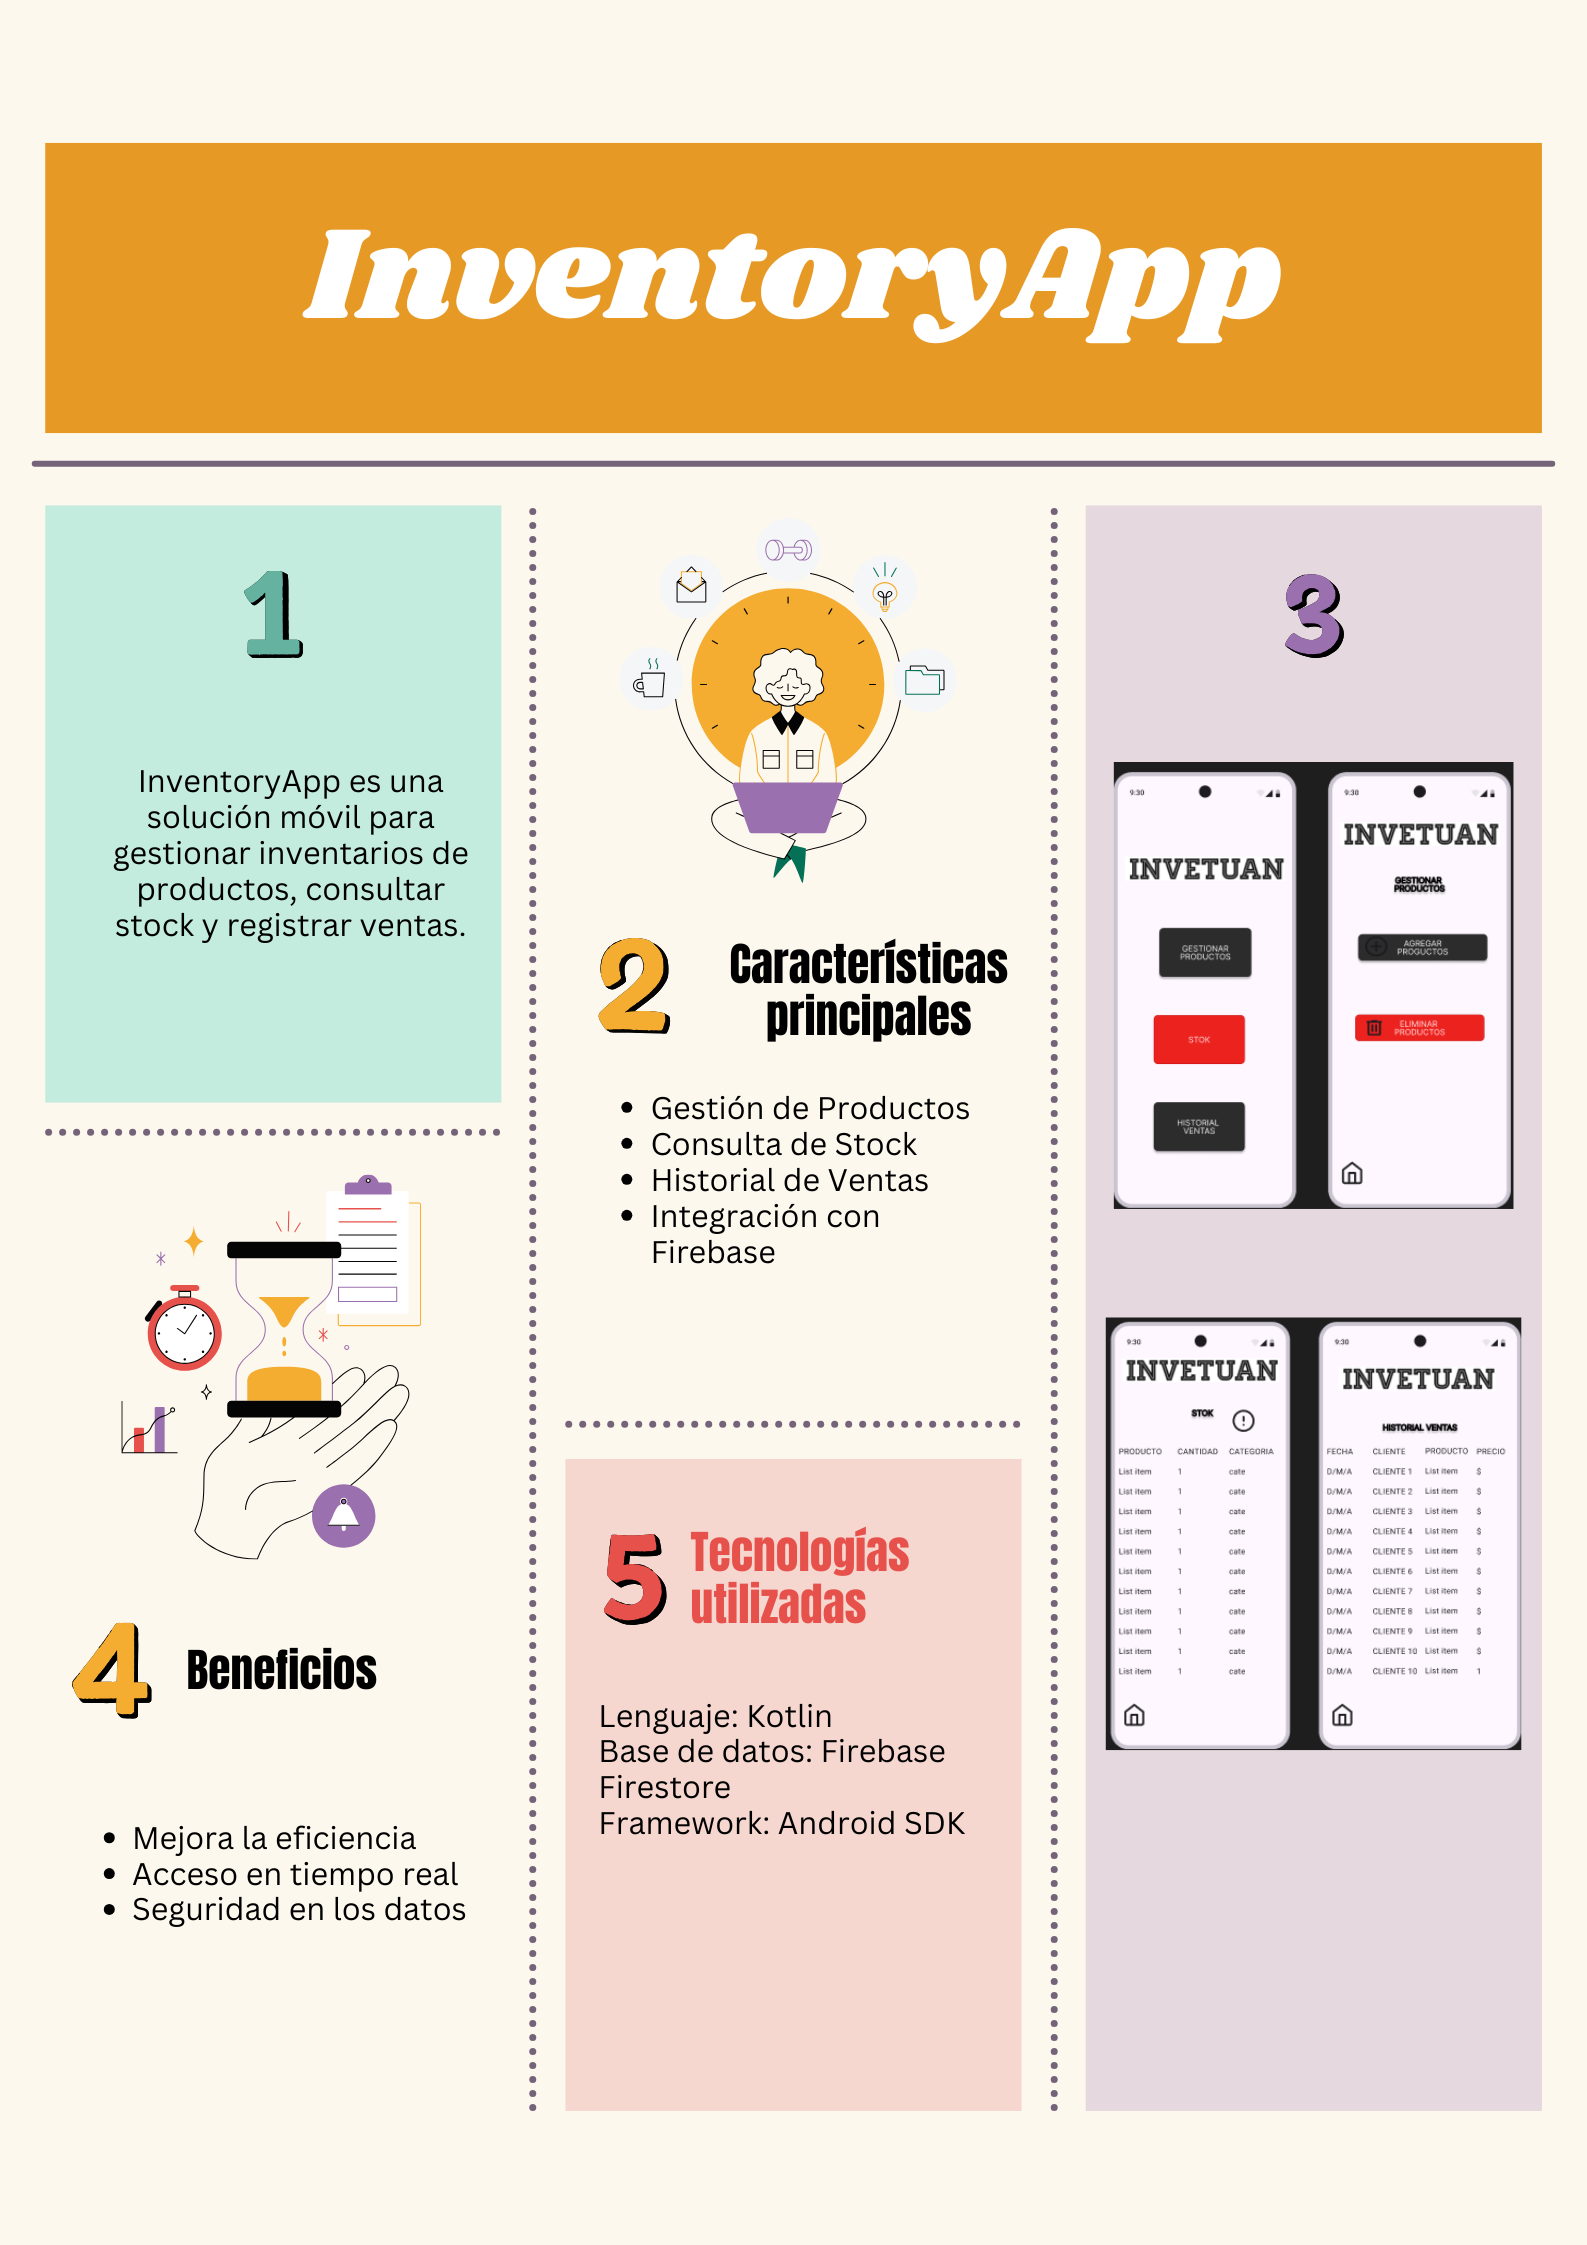 InventoryApp
1
InventoryApp es una
solución móvil para
gestionar inventarios de
productos, consultar
stock y registrar ventas.
2
Características
principales
• Gestión de Productos
• Consulta de Stock
• Historial de Ventas
• Integración con
Firebase
3
9:30
INVETUAN
GESTIONAR
PRODUCTOS
STOK
HISTORIAL
VENTAS
9:30
INVETUAN
GESTIONAR
PRODUCTOS
AGREGAR
PROGUCTOS
ELIMINAR
PRODUCTOS
9:30
INVETUAN
STOK
PRODUCTO CANTIDAD CATEGORIA
List item 1 cate
List item 1 cate
List item 1 cate
List item 1 cate
List item 1 cate
List item 1 cate
List item 1 cate
List item 1 cate
List item 1 cate
List item 1 cate
List item 1 cate
9:30
INVETUAN
HISTORIAL VENTAS
FECHA CLIENTE PRODUCTO PRECIO
D/M/A CLIENTE 1 List item $
D/M/A CLIENTE 2 List item $
D/M/A CLIENTE 3 List item $
D/M/A CLIENTE 4 List item $
D/M/A CLIENTE 5 List item $
D/M/A CLIENTE 6 List item $
D/M/A CLIENTE 7 List item $
D/M/A CLIENTE 8 List item $
D/M/A CLIENTE 9 List item $
D/M/A CLIENTE 10 List item $
D/M/A CLIENTE 10 List item 1
4
Beneficios
• Mejora la eficiencia
• Acceso en tiempo real
• Seguridad en los datos
5
Tecnologías
utilizadas
Lenguaje: Kotlin
Base de datos: Firebase
Firestore
Framework: Android SDK